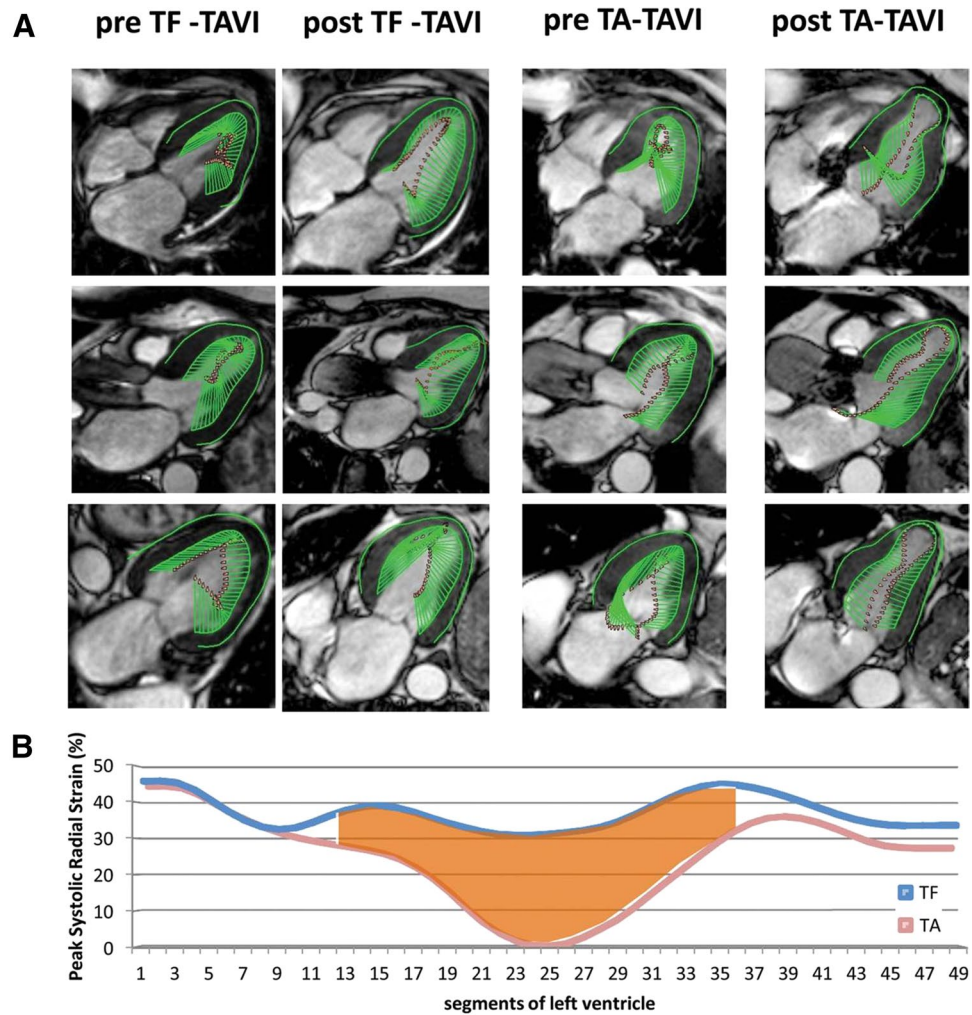 A
pre TF -TAVI
post TF -TAVI
pre TA-TAVI
post TA-TAVI
B
Peak Systolic Radial Strain (%)
50
40
30
20
10
0
TF
TA
1 3 5 7 9 11 13 15 17 19 21 23 25 27 29 31 33 35 37 39 41 43 45 47 49
segments of left ventricle